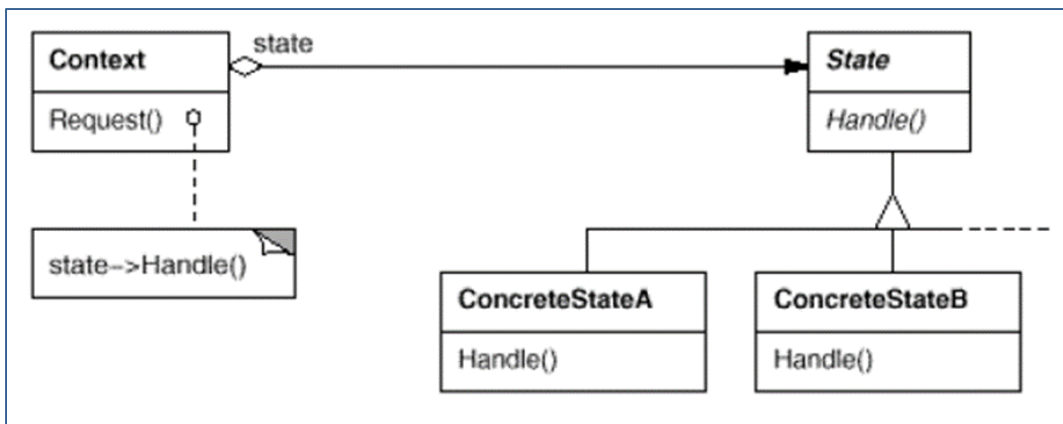 Context
state
State
Request()
Handle()
state–>Handle()
ConcreteStateA
ConcreteStateB
Handle()
Handle()